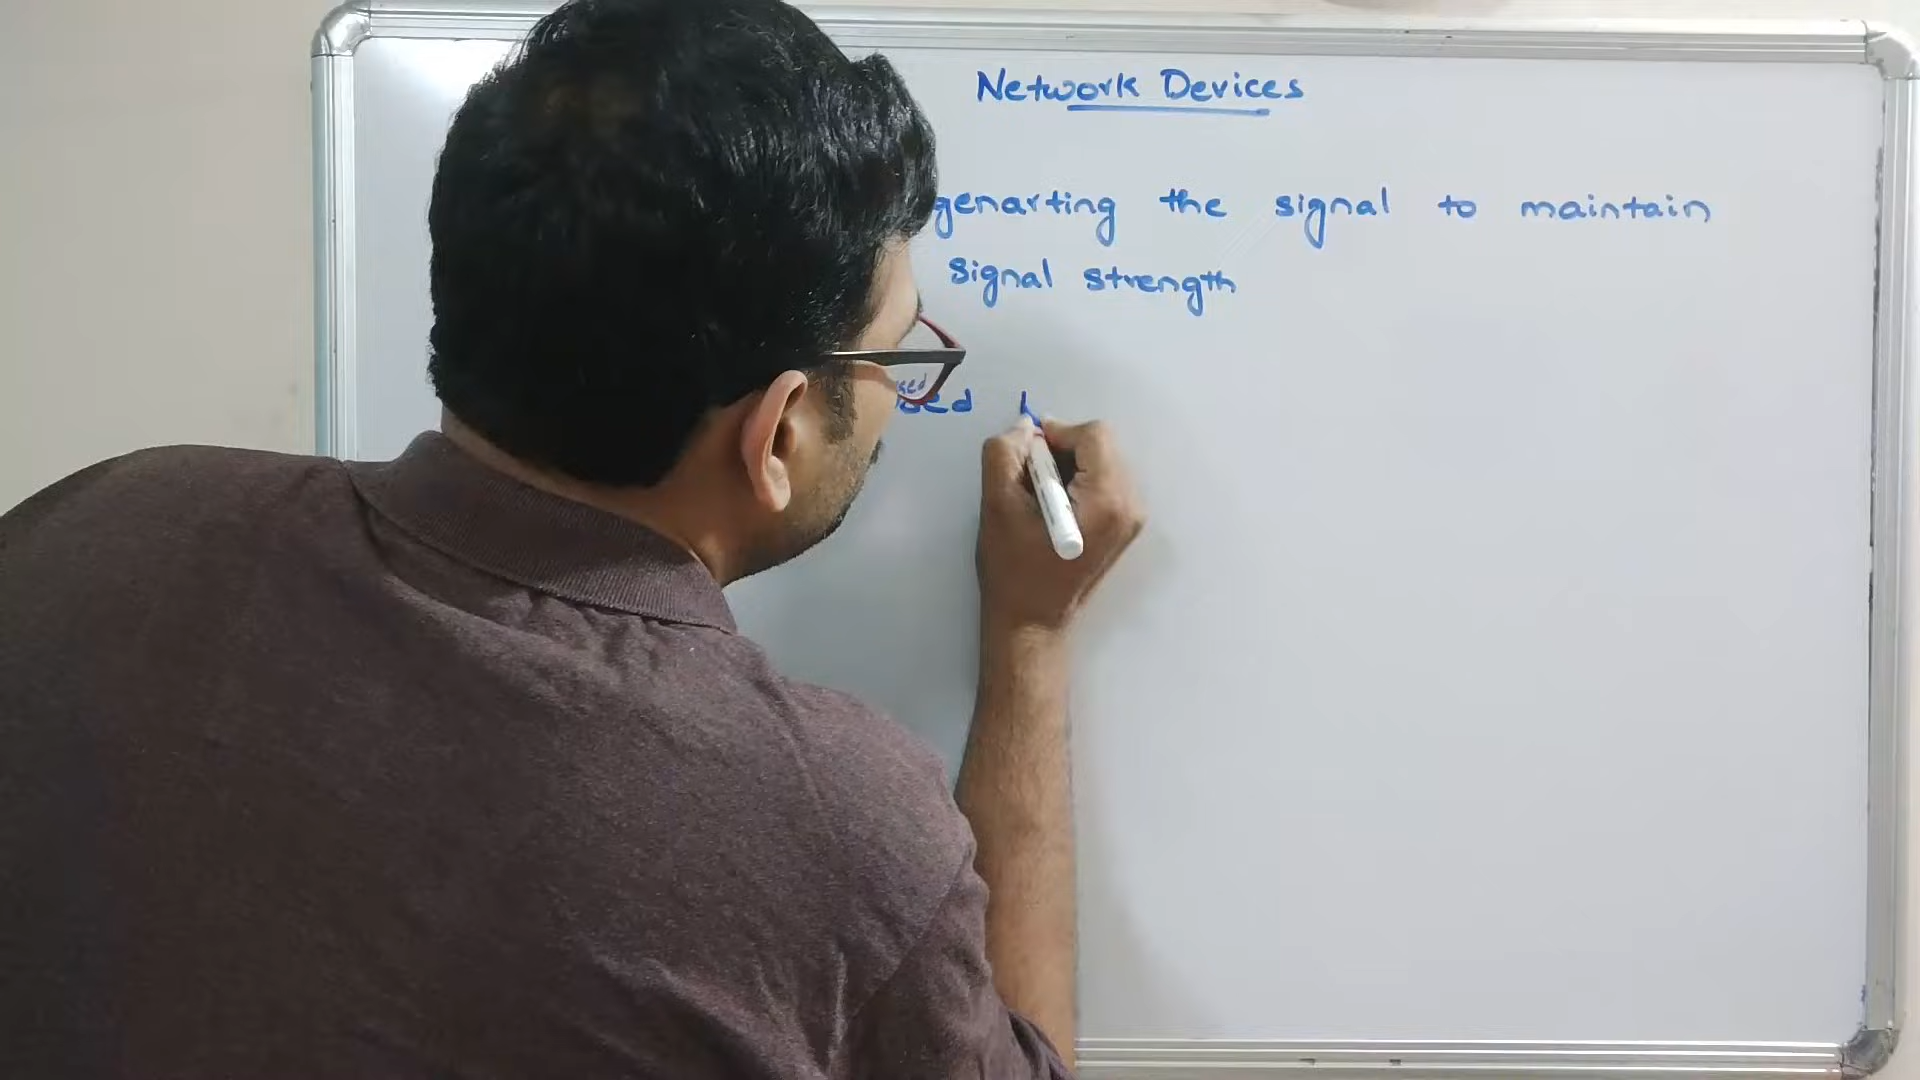 Network Devices
genarting the signal to maintain
signal strength